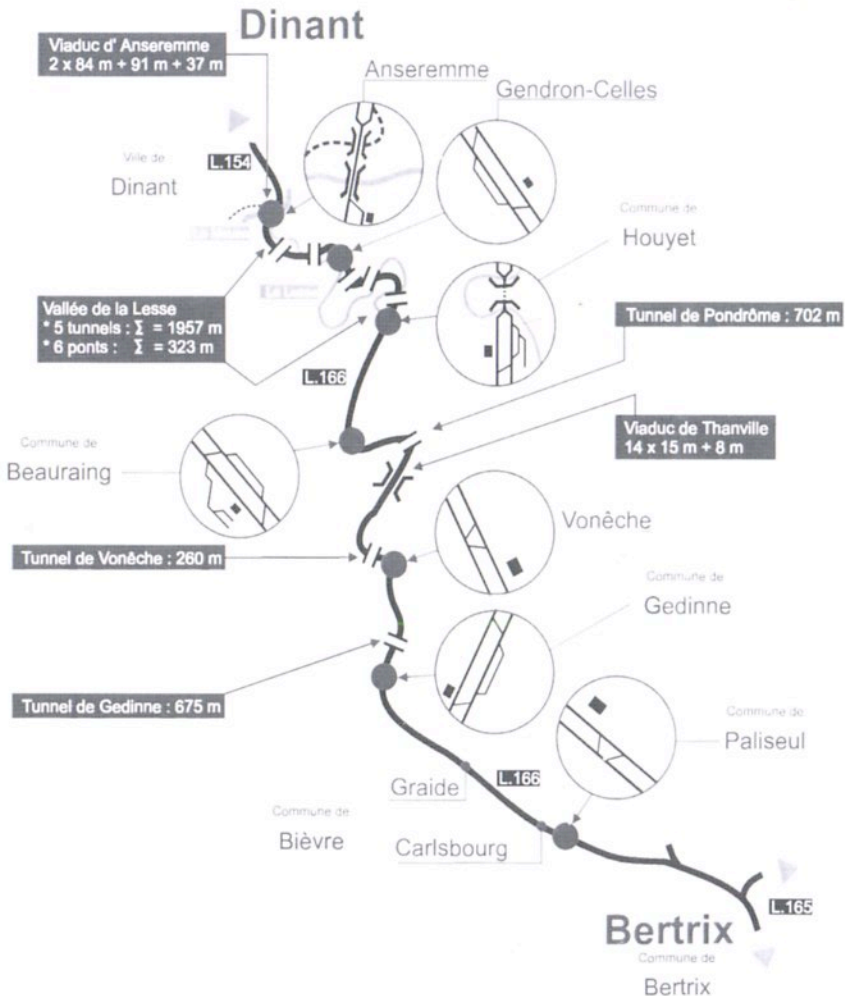 Dinant
Viaduc d' Anseremme
2 x 84 m + 91 m + 37 m
Anseremme
Gendron-Celles
Ville de
Dinant
L.154
Commune de
Houyet
Vallée de la Lesse
* 5 tunnels : Σ = 1957 m
* 6 ponts : Σ = 323 m
Tunnel de Pondrôme : 702 m
L.166
Viaduc de Thanville
14 x 15 m + 8 m
Commune de
Beauraing
Vonêche
Tunnel de Vonêche : 260 m
Commune de
Gedinne
Tunnel de Gedinne : 675 m
Commune de
Paliseul
Graide
L.166
Commune de
Bièvre
Carlsbourg
L.165
Bertrix
Commune de
Bertrix